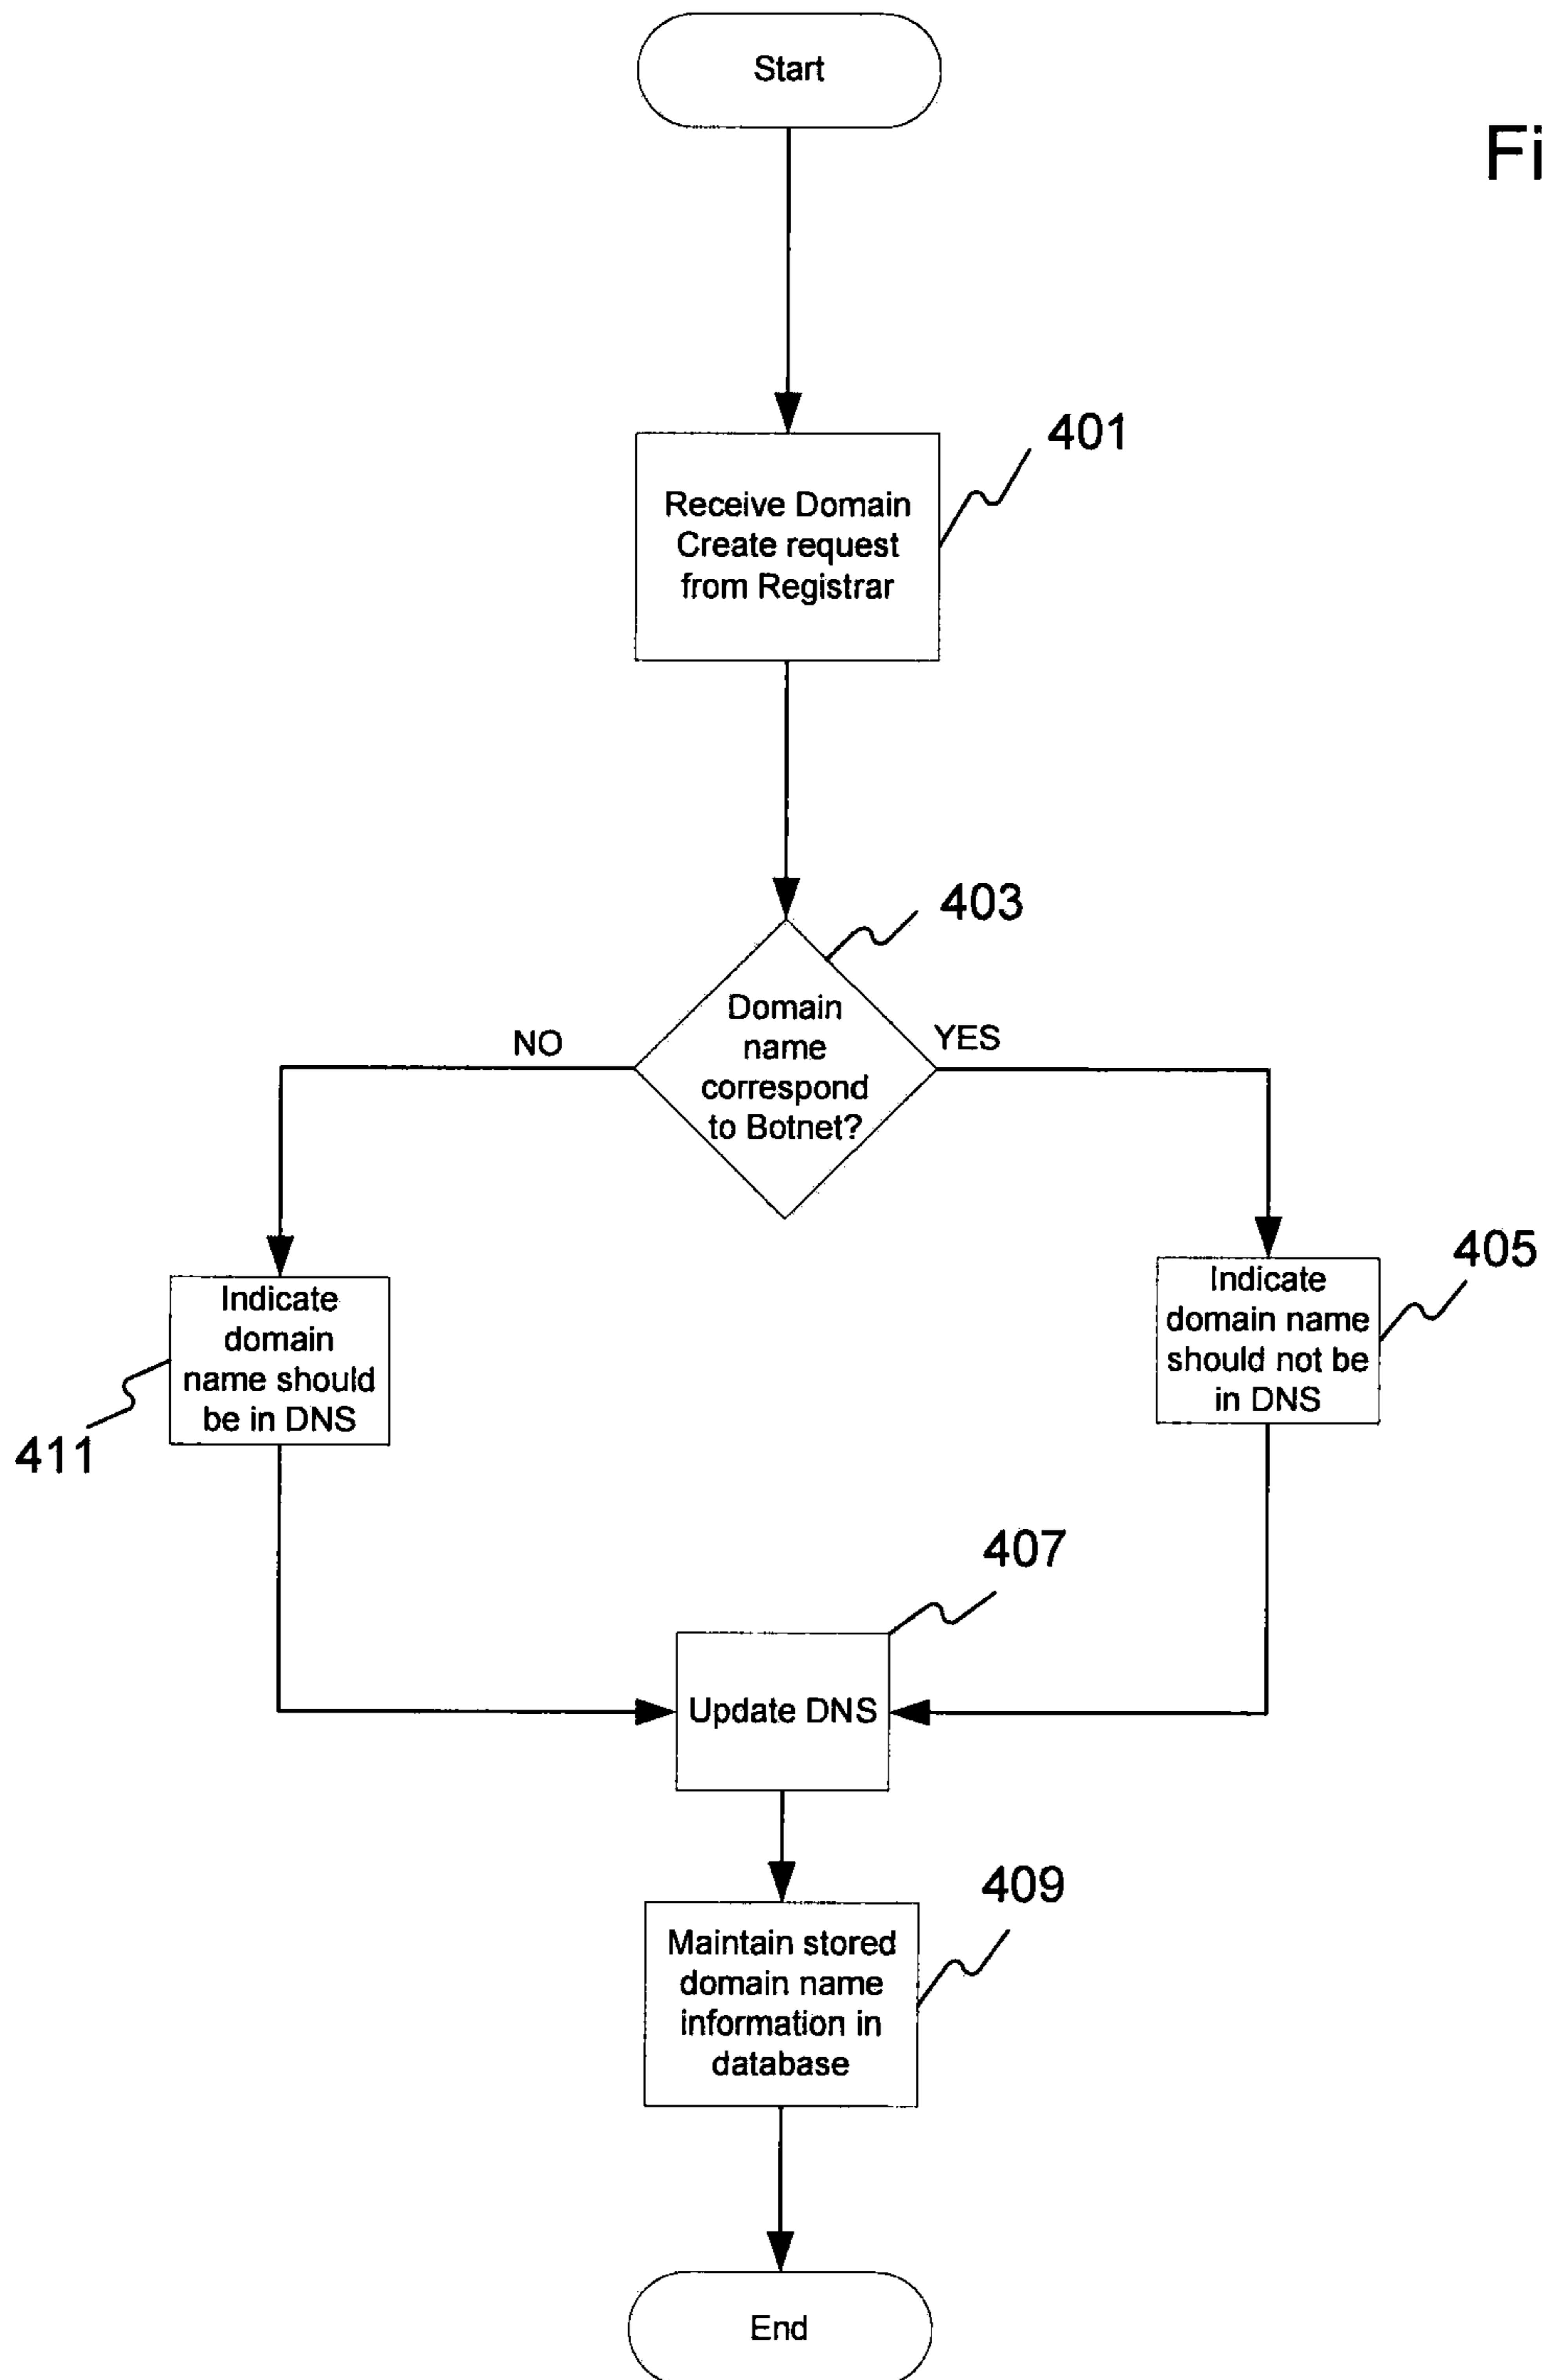 Start
Fi
Receive Domain
Create request
from Registrar
401
403
Domain
name
correspond
to Botnet?
NO
YES
Indicate
domain
name should
be in DNS
411
Indicate
domain name
should not be
in DNS
405
407
Update DNS
409
Maintain stored
domain name
information in
database
End